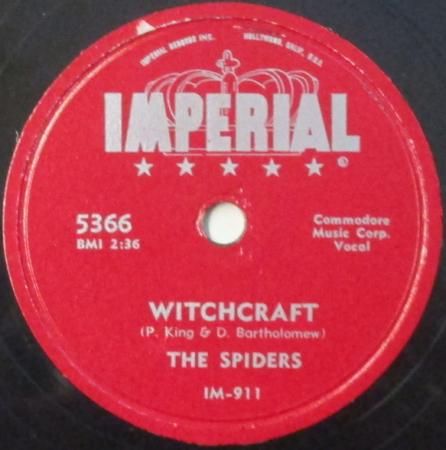 IMPERIAL RECORDS INC. HOLLYWOOD, CALIF., U.S.A.
IMPERIAL
★ ★ ★ ★ ★ ®
5366
BMI 2:36
Commodore
Music Corp.
Vocal
WITCHCRAFT
(P. King & D. Bartholomew)
THE SPIDERS
IM-911